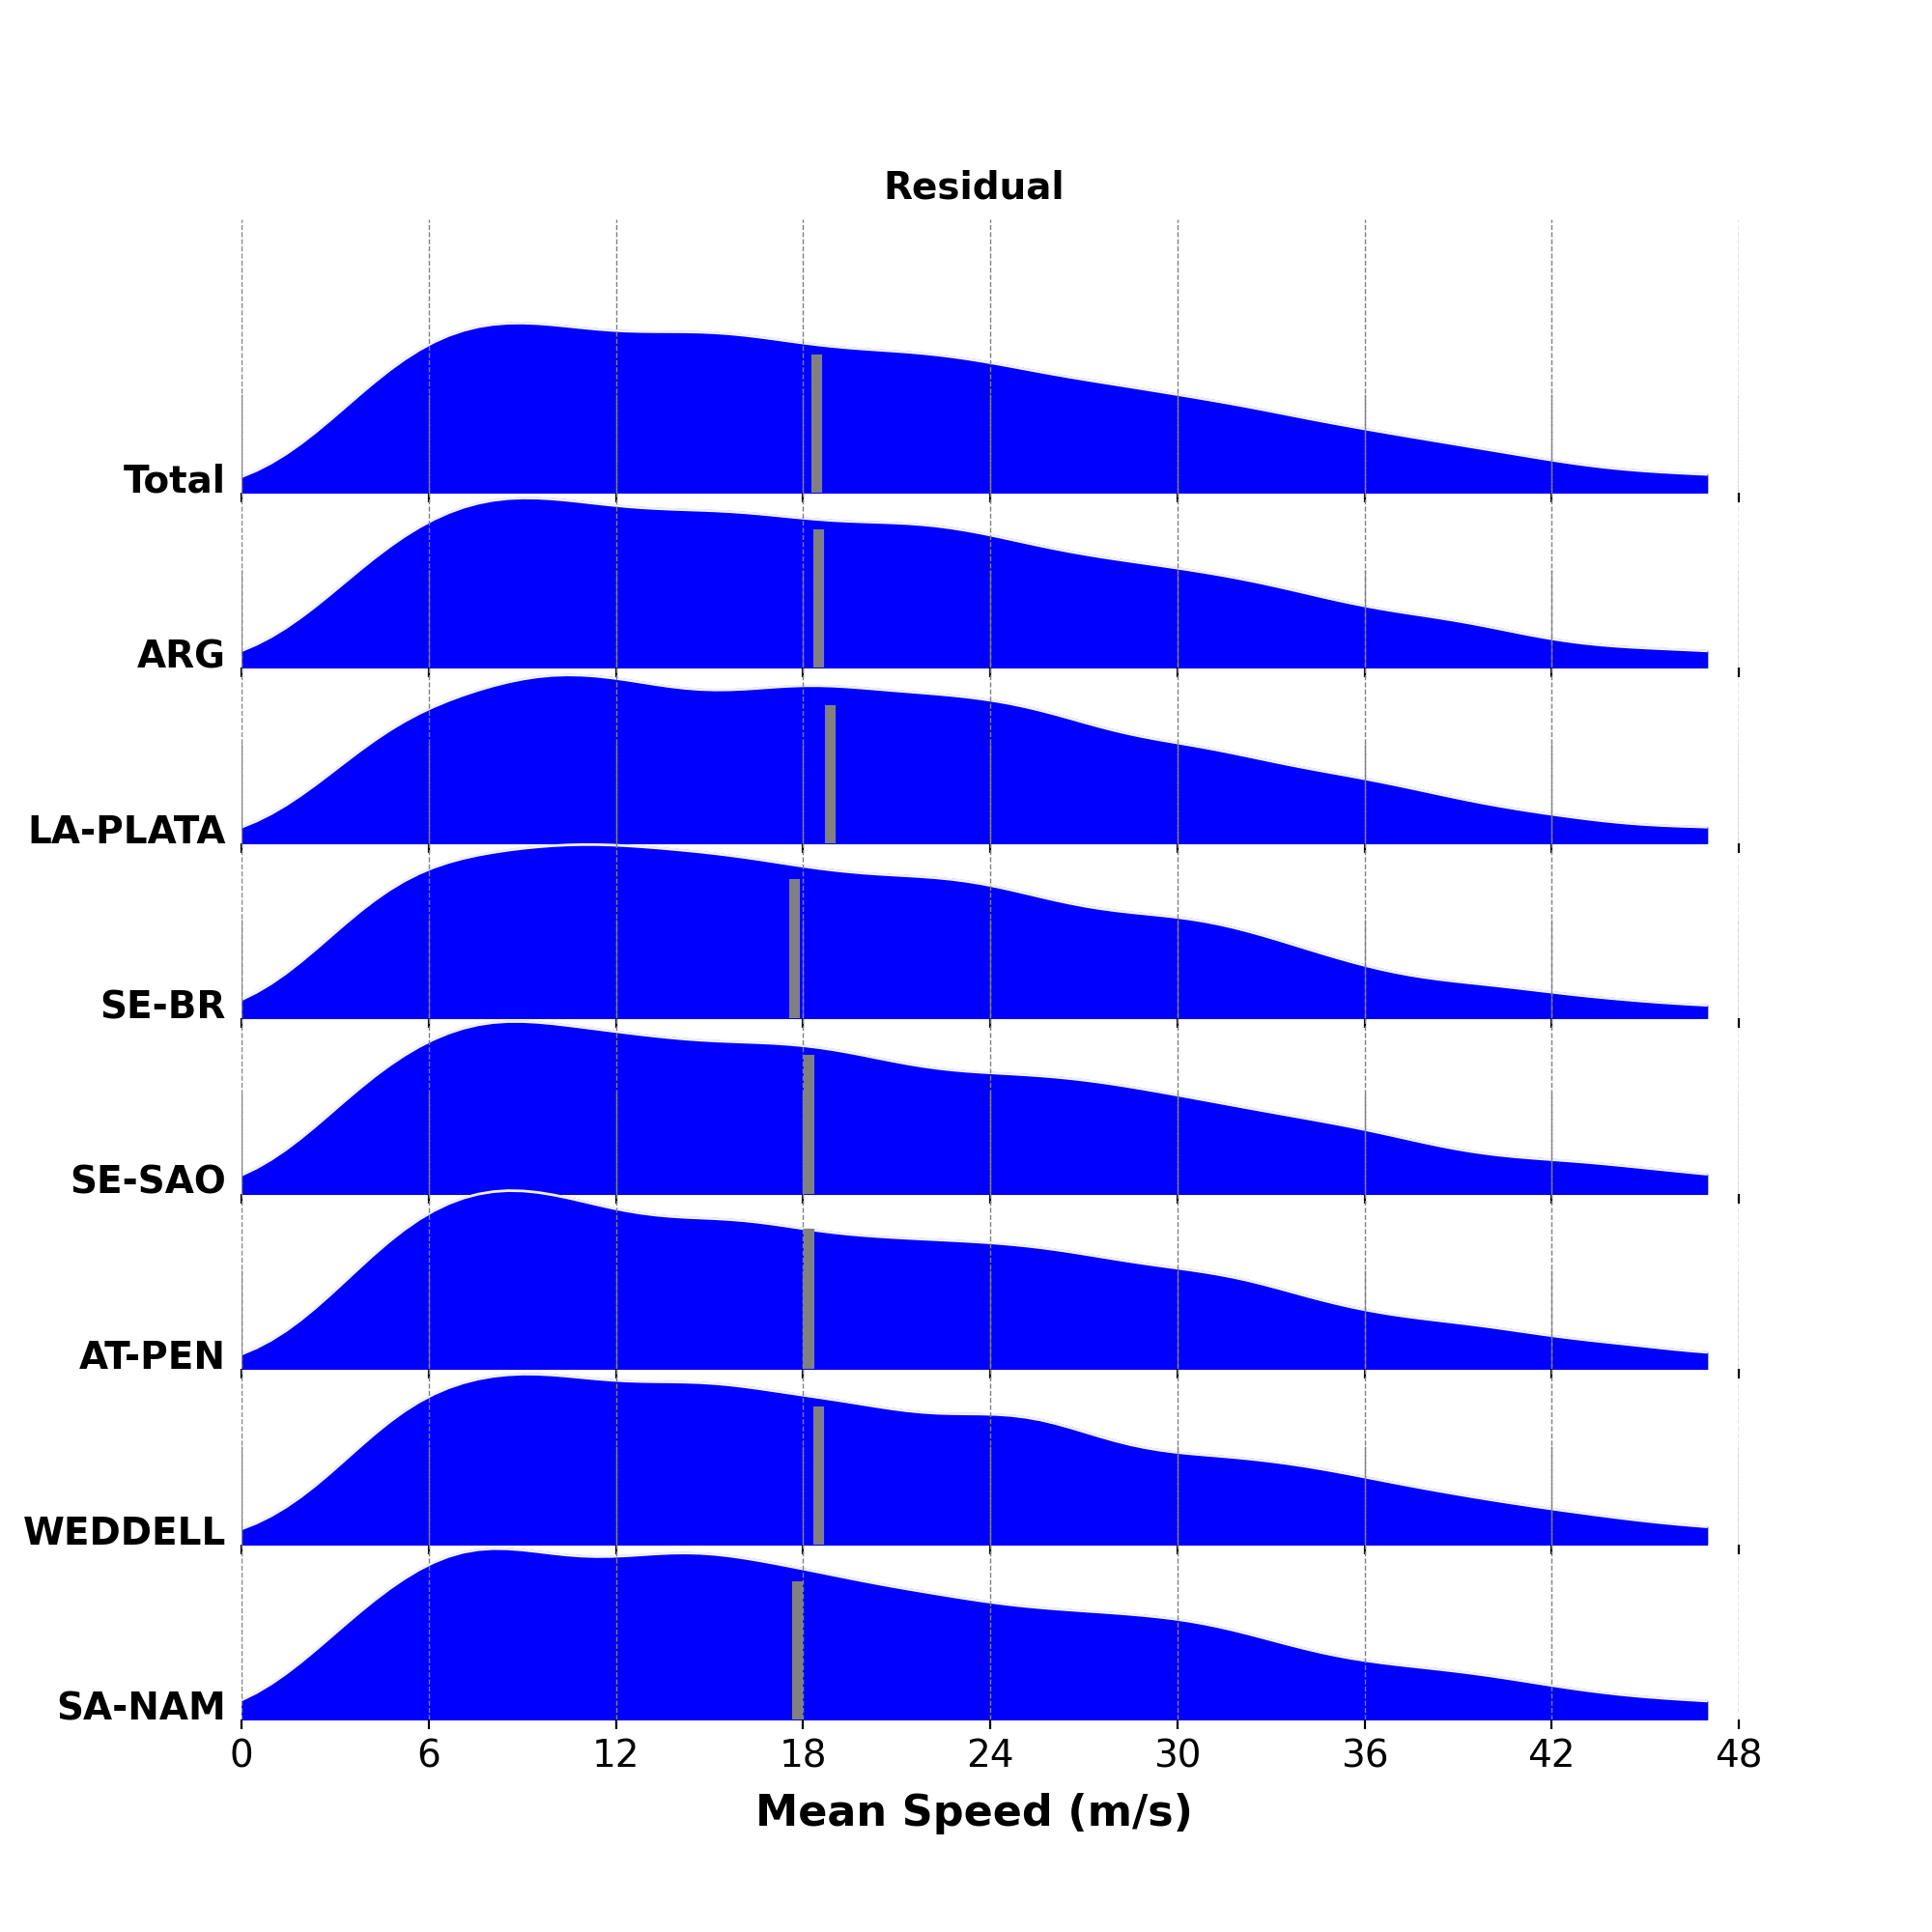 Residual
Total
ARG
LA-PLATA
SE-BR
SE-SAO
AT-PEN
WEDDELL
SA-NAM
0 6 12 18 24 30 36 42 48
Mean Speed (m/s)